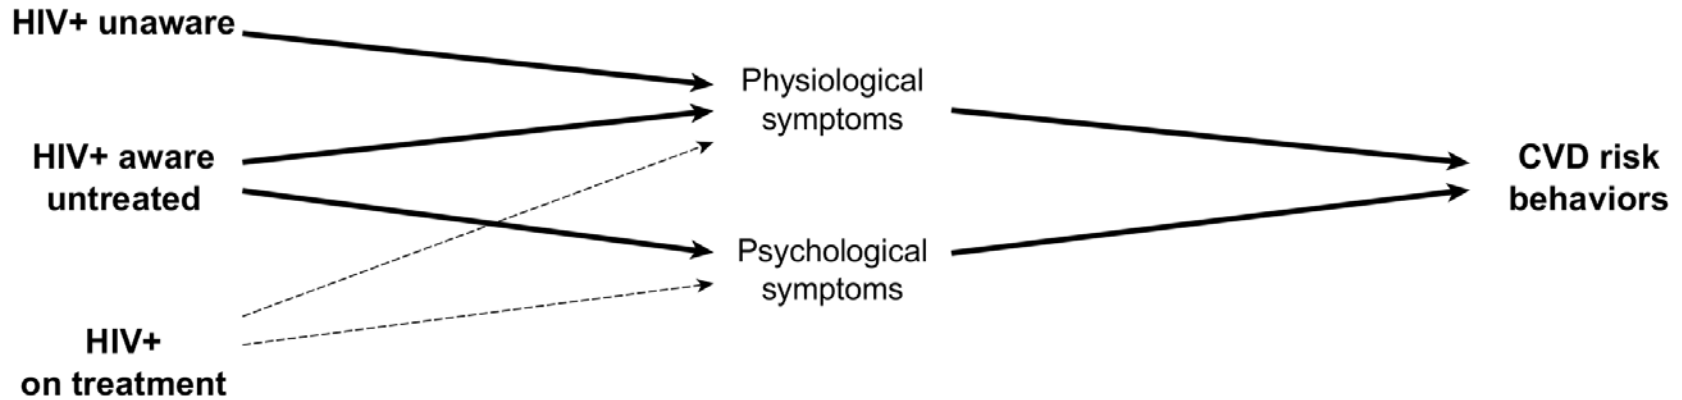 HIV+ unaware
Physiological
symptoms
HIV+ aware
untreated
CVD risk
behaviors
Psychological
symptoms
HIV+
on treatment